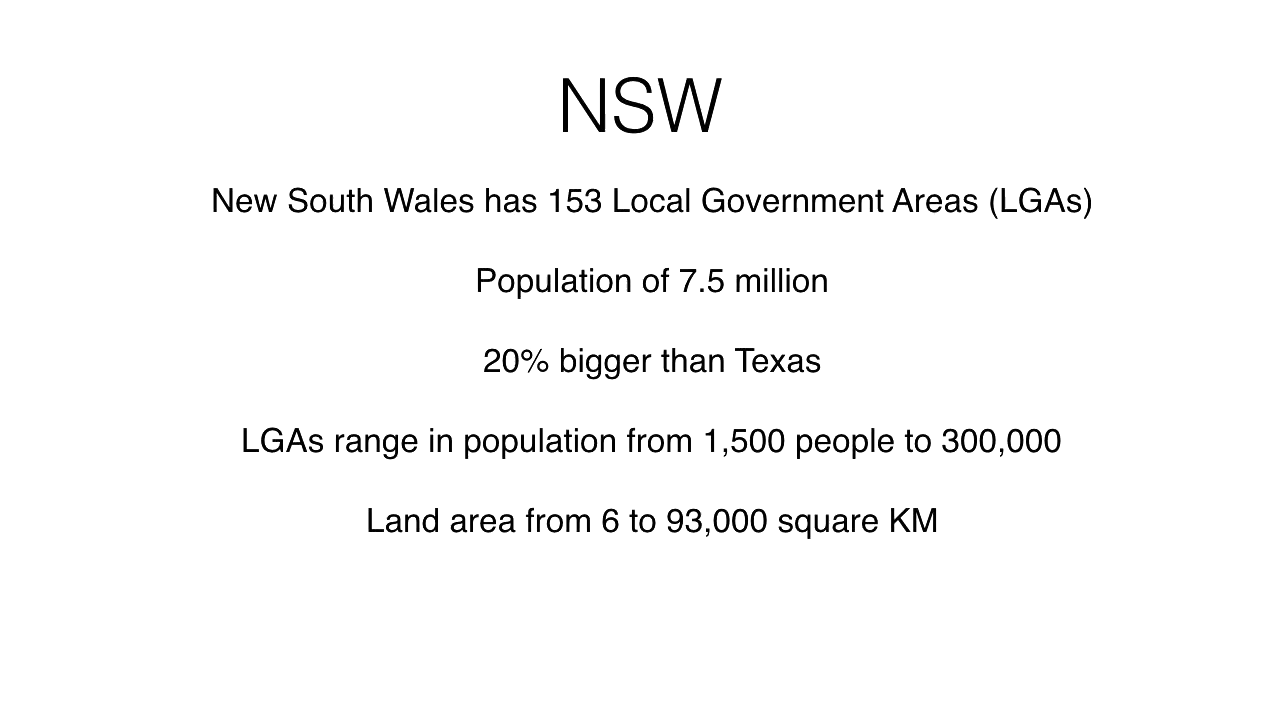 NSW
New South Wales has 153 Local Government Areas (LGAs)
Population of 7.5 million
20% bigger than Texas
LGAs range in population from 1,500 people to 300,000
Land area from 6 to 93,000 square KM